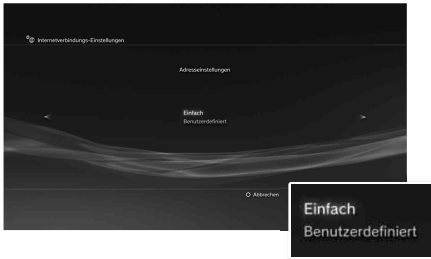 Internetverbindungs-Einstellungen
Adresseinstellungen
Einfach
Benutzerdefiniert
Abbrechen
Einfach
Benutzerdefiniert